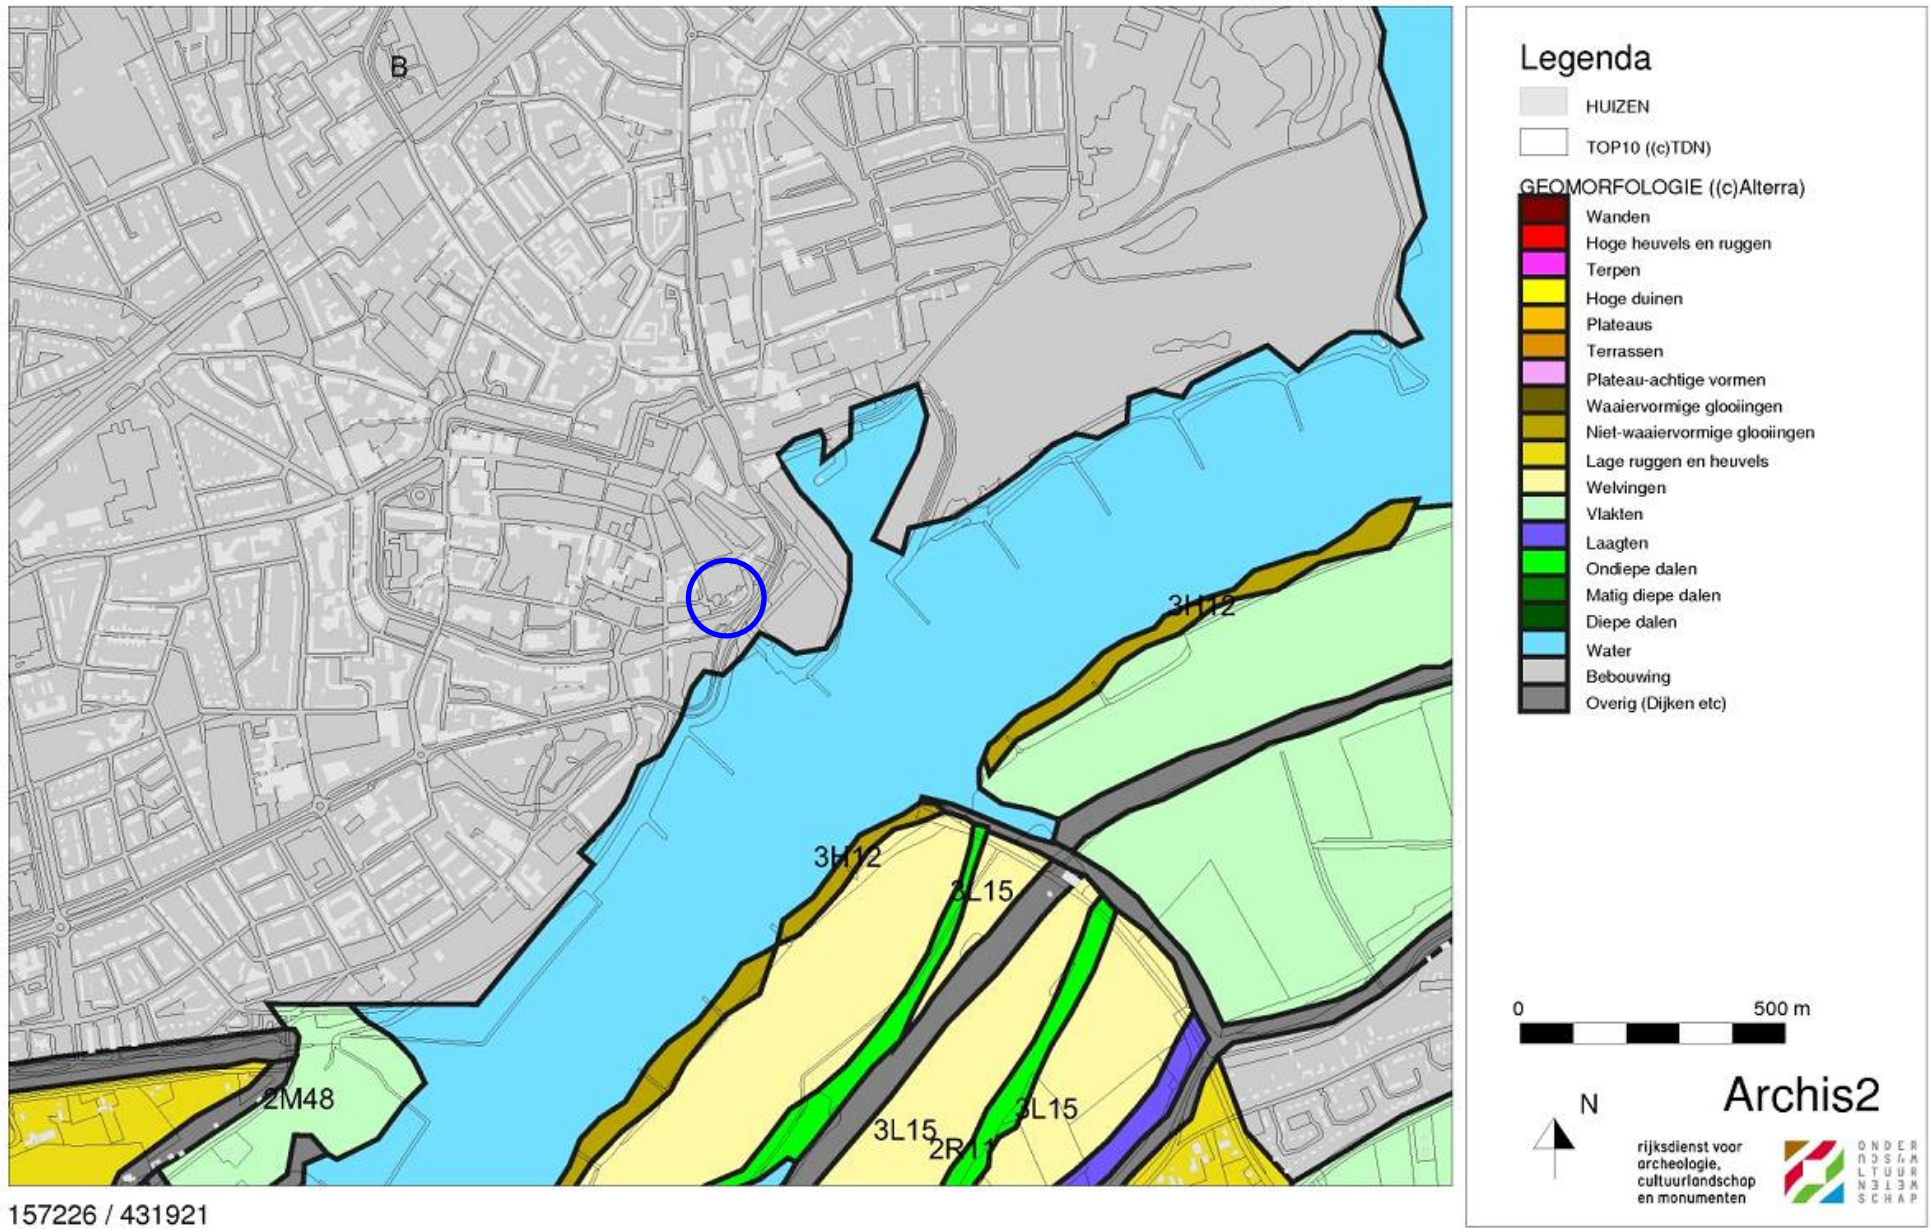 B
3H12
3H12
3L15
2M48
3L15
3L15
2R11
157226 / 431921
Legenda
HUIZEN
TOP10 ((c)TDN)
GEOMORFOLOGIE ((c)Alterra)
Wanden
Hoge heuvels en ruggen
Terpen
Hoge duinen
Plateaus
Terrassen
Plateau-achtige vormen
Waaiervormige glooiingen
Niet-waaiervormige glooiingen
Lage ruggen en heuvels
Welvingen
Vlakten
Laagten
Ondiepe dalen
Matig diepe dalen
Diepe dalen
Water
Bebouwing
Overig (Dijken etc)
0 500 m
N
Archis2
rijksdienst voor
archeologie,
cultuurlandschap
en monumenten
ONDER
SCHAP